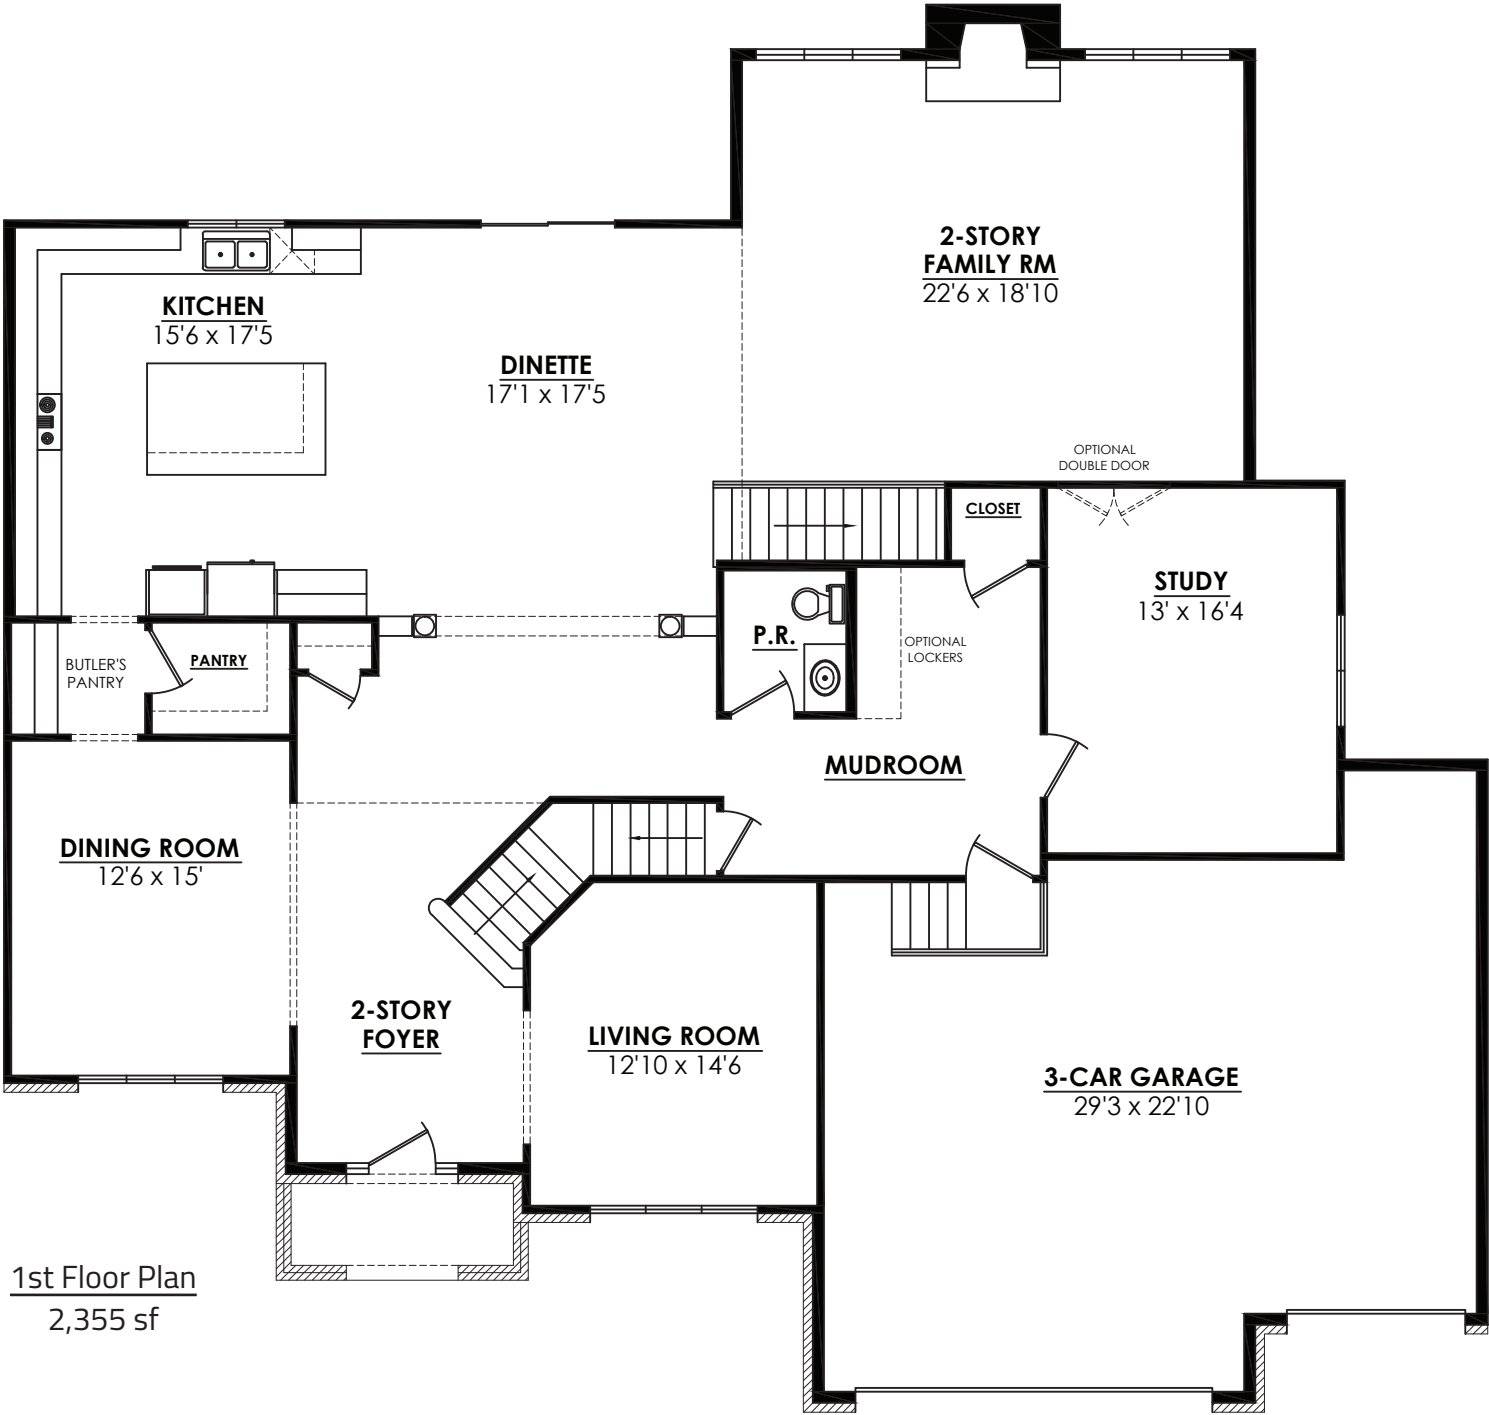 2-STORY
FAMILY RM
22'6 x 18'10
KITCHEN
15'6 x 17'5
DINETTE
17'1 x 17'5
OPTIONAL
DOUBLE DOOR
CLOSET
STUDY
13' x 16'4
P.R.
OPTIONAL
LOCKERS
BUTLER'S
PANTRY
PANTRY
MUDROOM
DINING ROOM
12'6 x 15'
2-STORY
FOYER
LIVING ROOM
12'10 x 14'6
3-CAR GARAGE
29'3 x 22'10
1st Floor Plan
2,355 sf